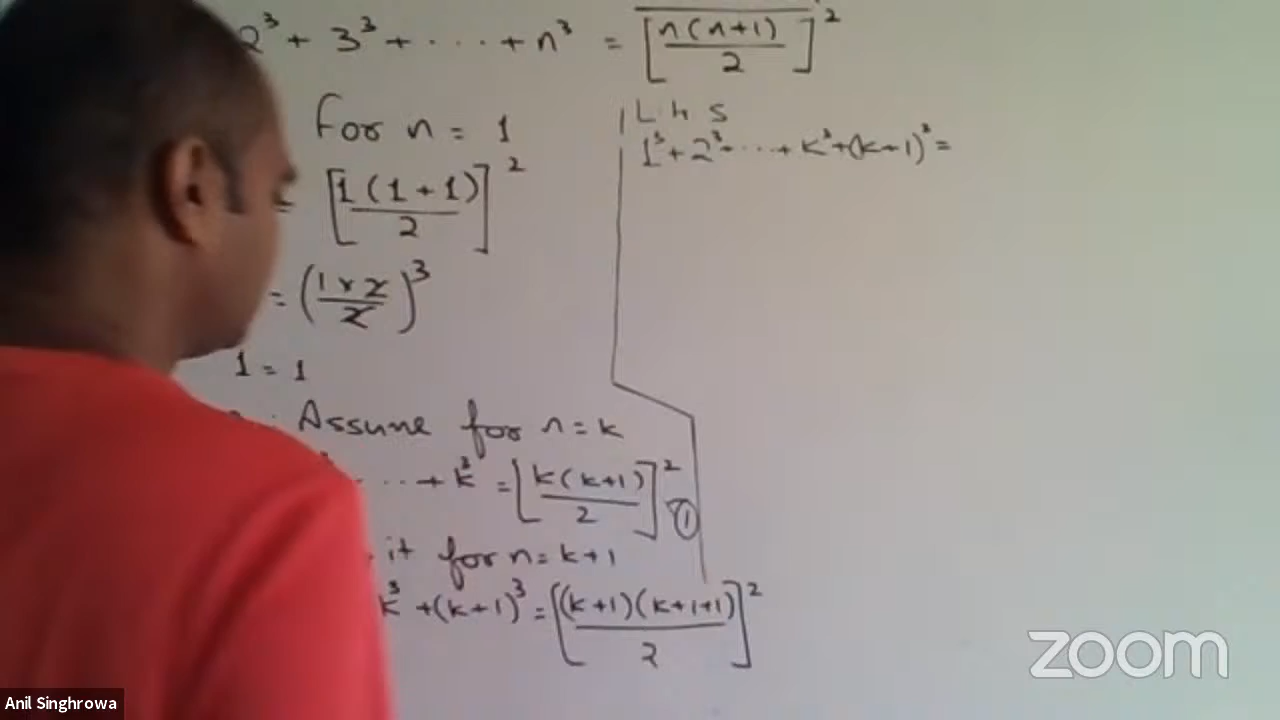 2³ + 3³ + · · · + n³ = [n(n+1)/2]²
For n = 1
= [1(1+1)/2]²
= (1×2/2)³
1 = 1
Assume for n = k
· · · + k³ = [k(k+1)/2]² ①
it for n = k+1
k³ + (k+1)³ = [(k+1)(k+1+1)/2]²
L h s
1³ + 2³ + · · · + k³ + (k+1)³ =
zoom
Anil Singhrowa